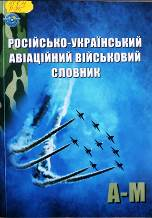 РОСІЙСЬКО-УКРАЇНСЬКИЙ
АВІАЦІЙНИЙ ВІЙСЬКОВИЙ
СЛОВНИК
А-М